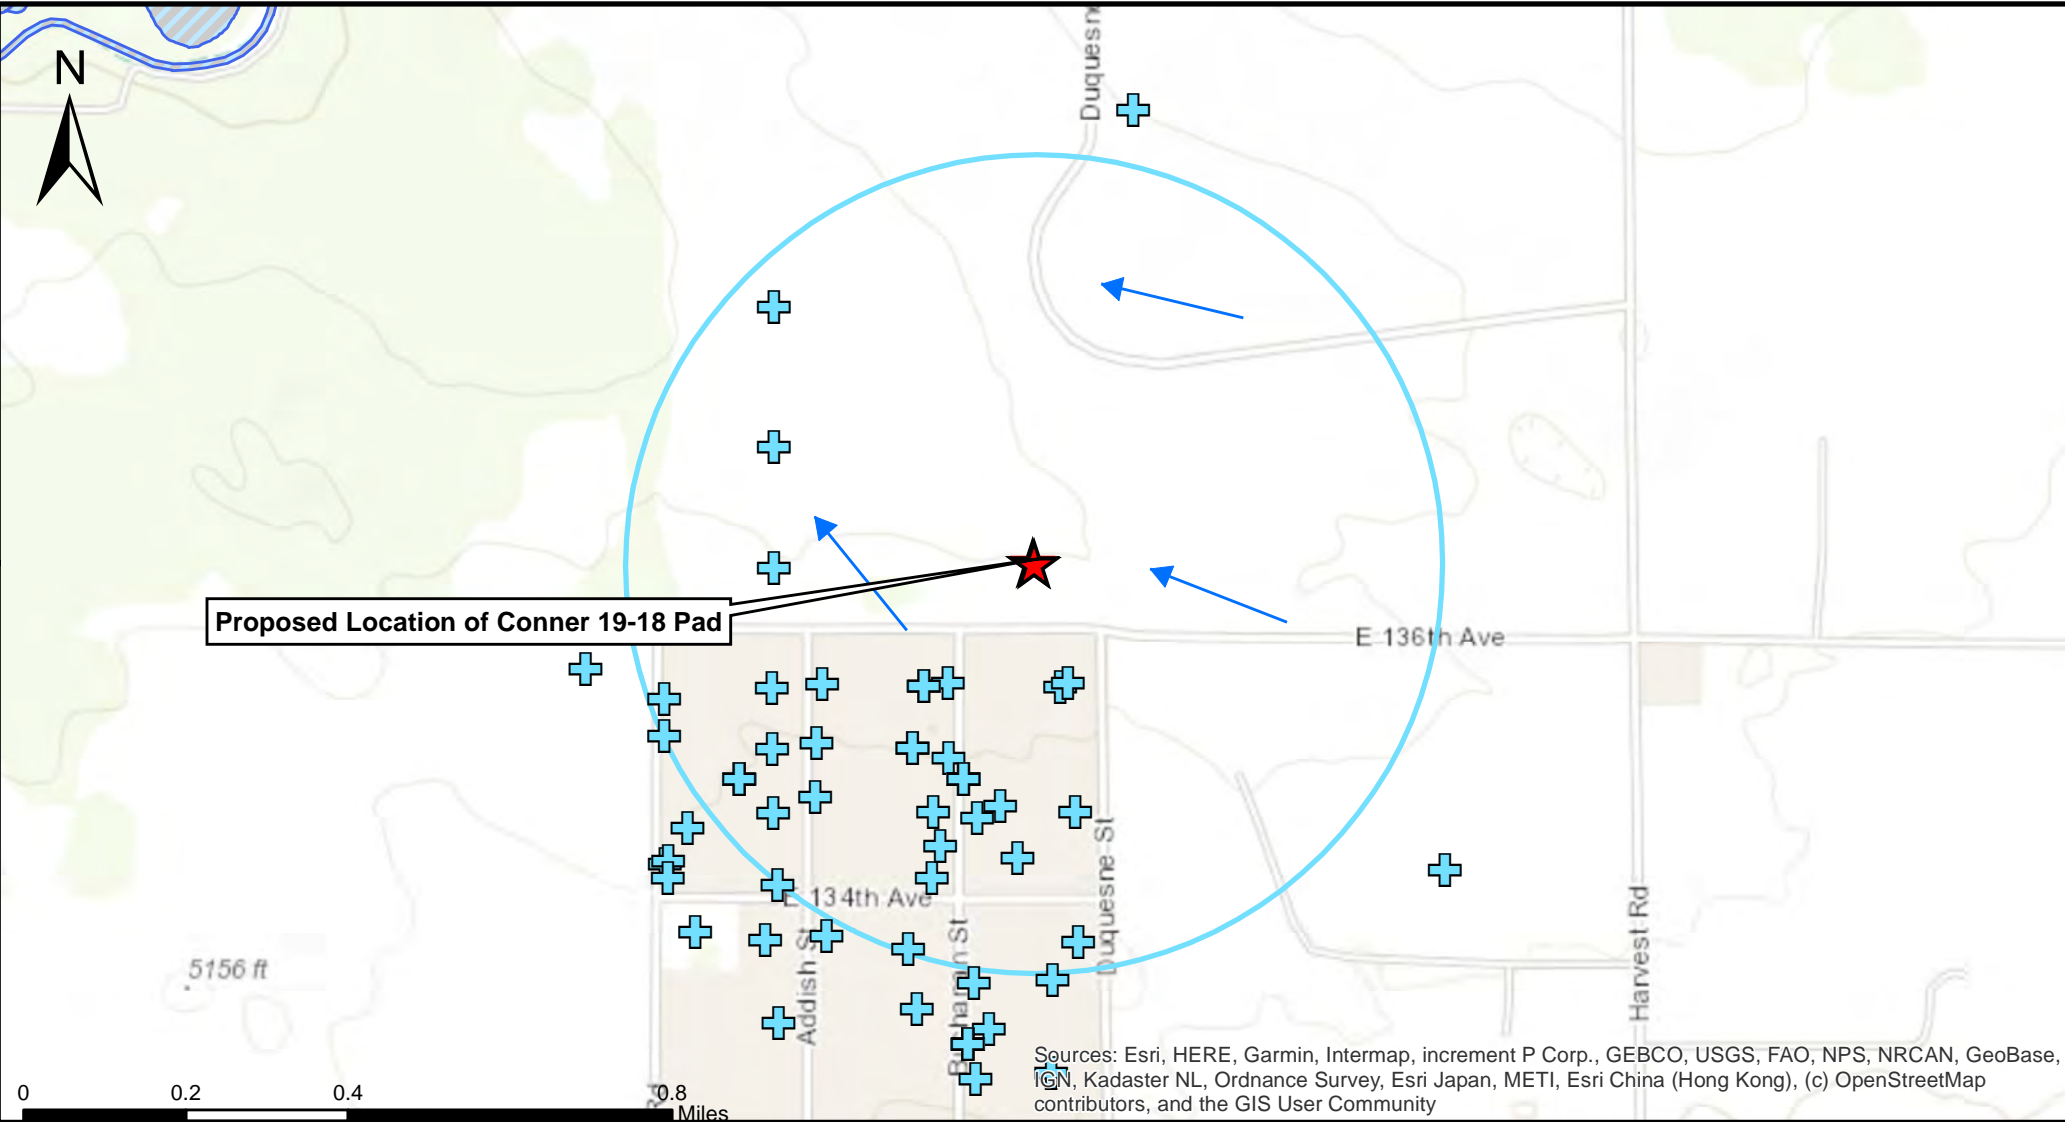 N
Duquesn
Proposed Location of Conner 19-18 Pad
E 136th Ave
E 134th Ave
Duquesne St
Addish St
Harvest Rd
5156 ft
Rd
0 0.2 0.4 0.8
Miles
Sources: Esri, HERE, Garmin, Intermap, increment P Corp., GEBCO, USGS, FAO, NPS, NRCAN, GeoBase,
IGN, Kadaster NL, Ordnance Survey, Esri Japan, METI, Esri China (Hong Kong), (c) OpenStreetMap
contributors, and the GIS User Community